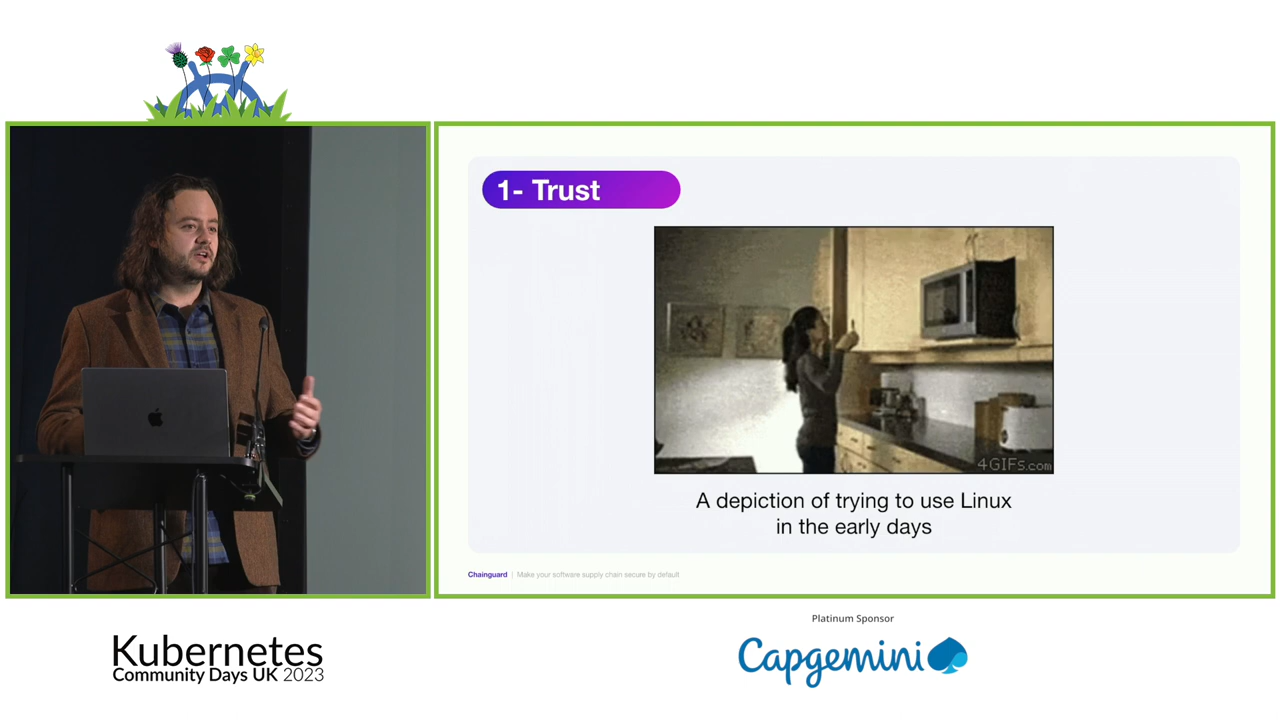 1- Trust
4GIFs.com
A depiction of trying to use Linux
in the early days
Chainguard | Make your software supply chain secure by default
Kubernetes
Community Days UK 2023
Platinum Sponsor
Capgemini